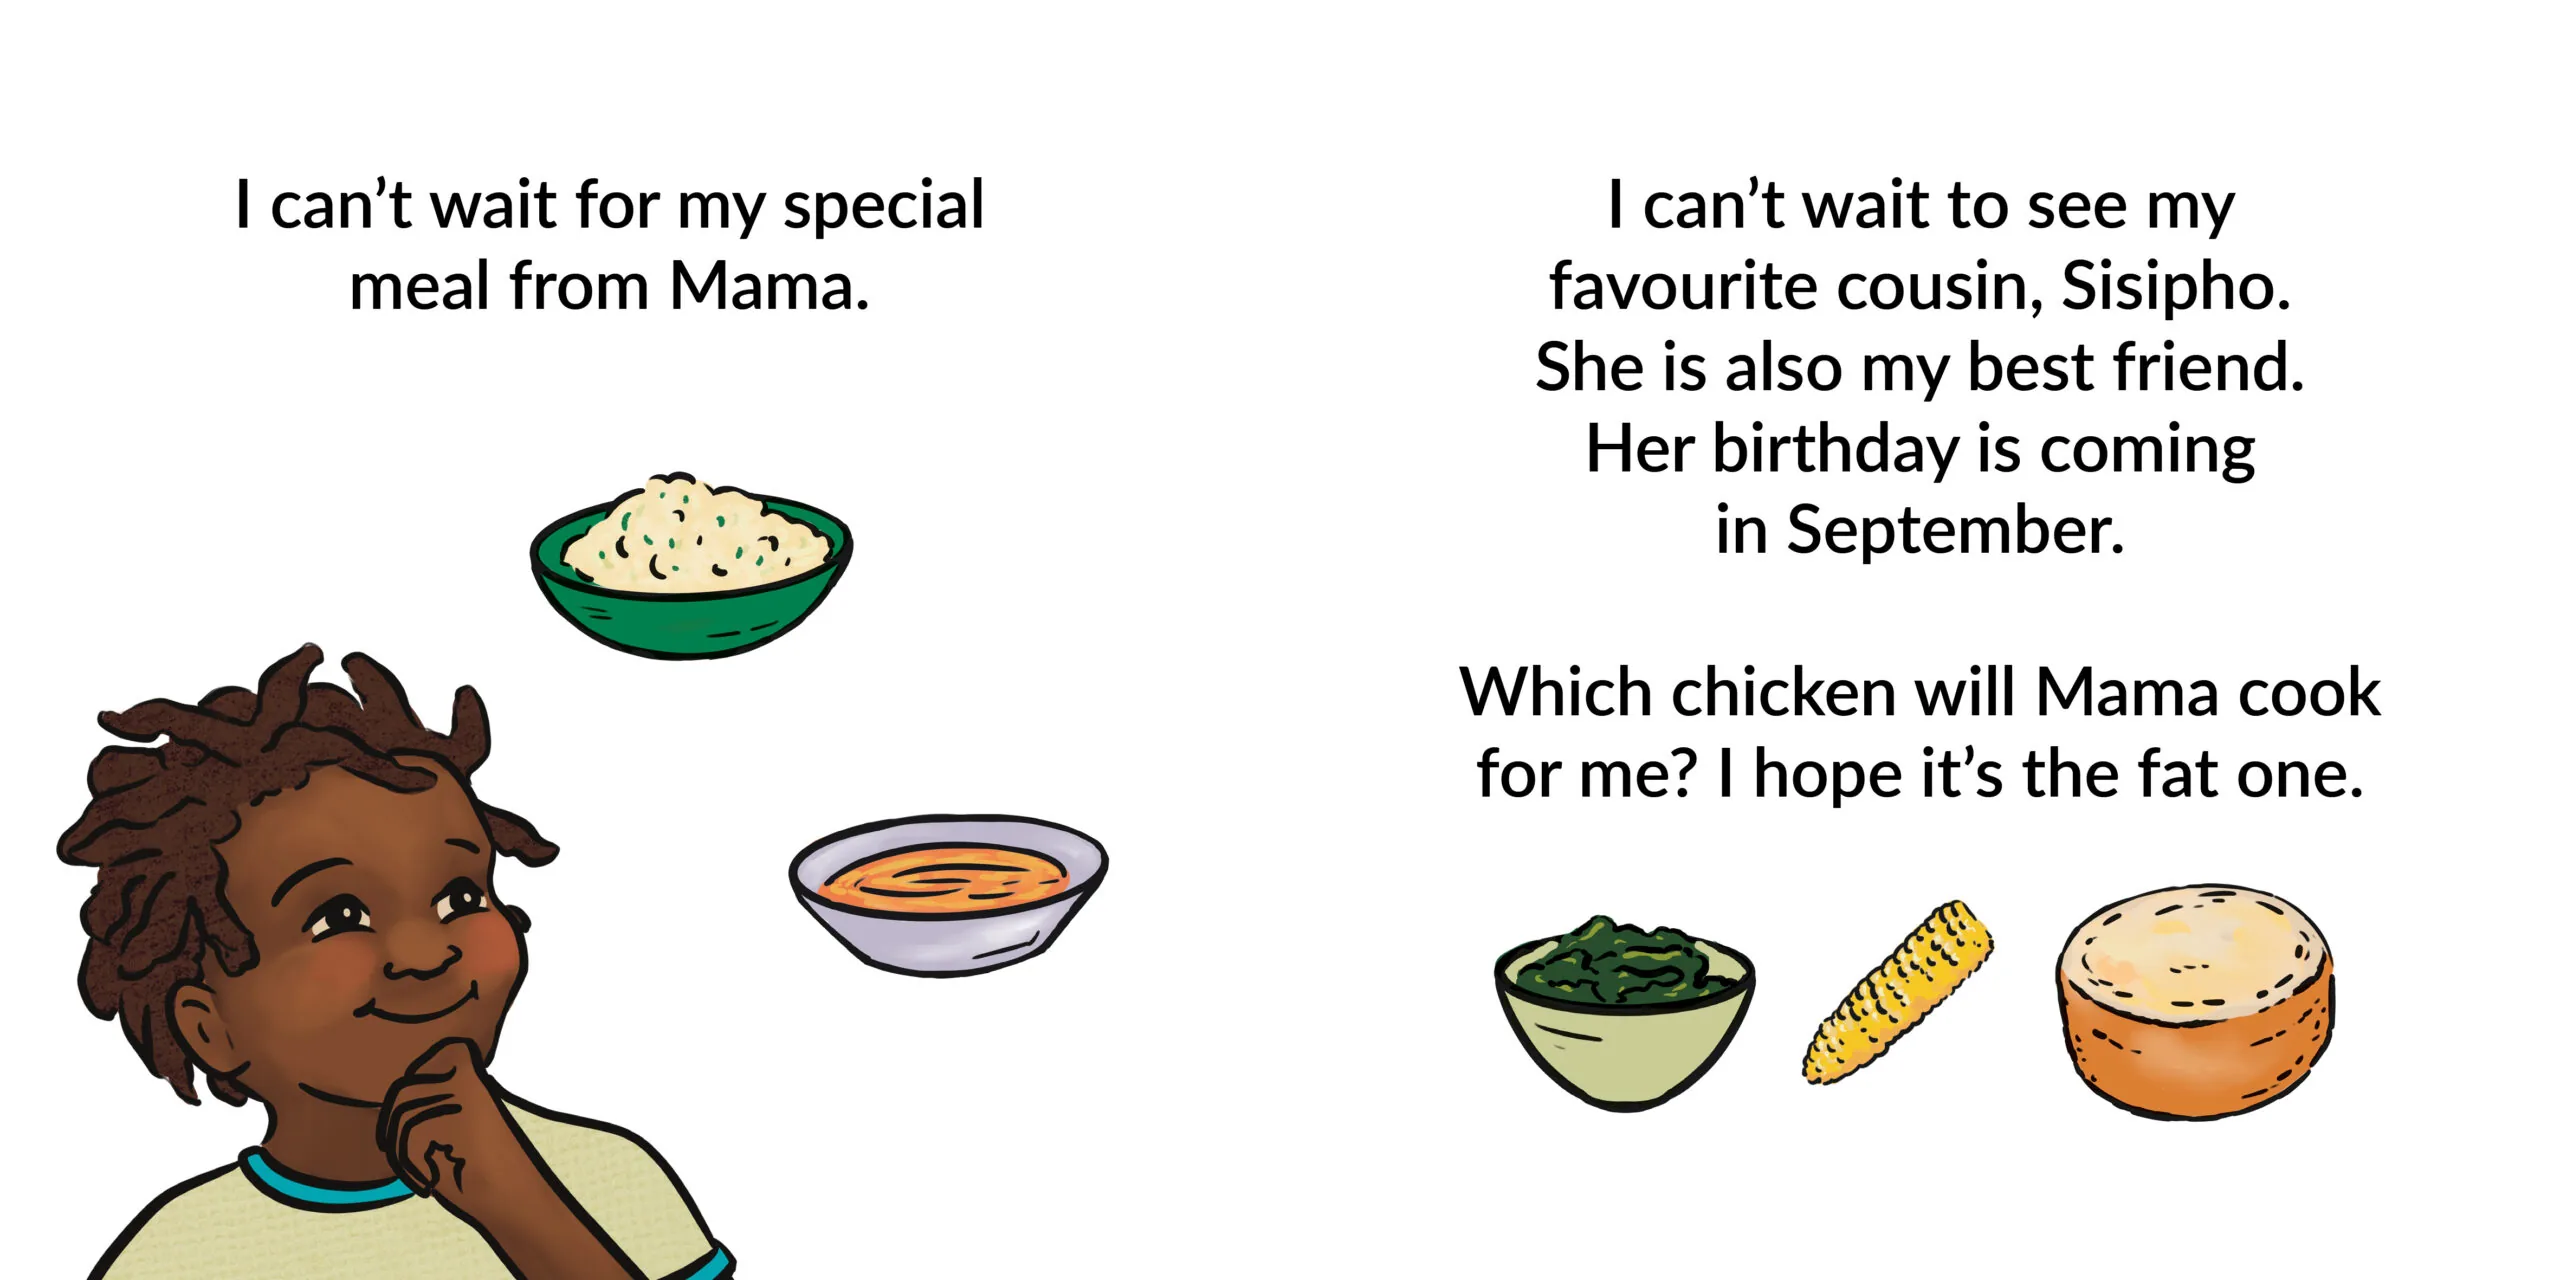 I can’t wait for my special
meal from Mama.
I can’t wait to see my
favourite cousin, Sisipho.
She is also my best friend.
Her birthday is coming
in September.
Which chicken will Mama cook
for me? I hope it’s the fat one.